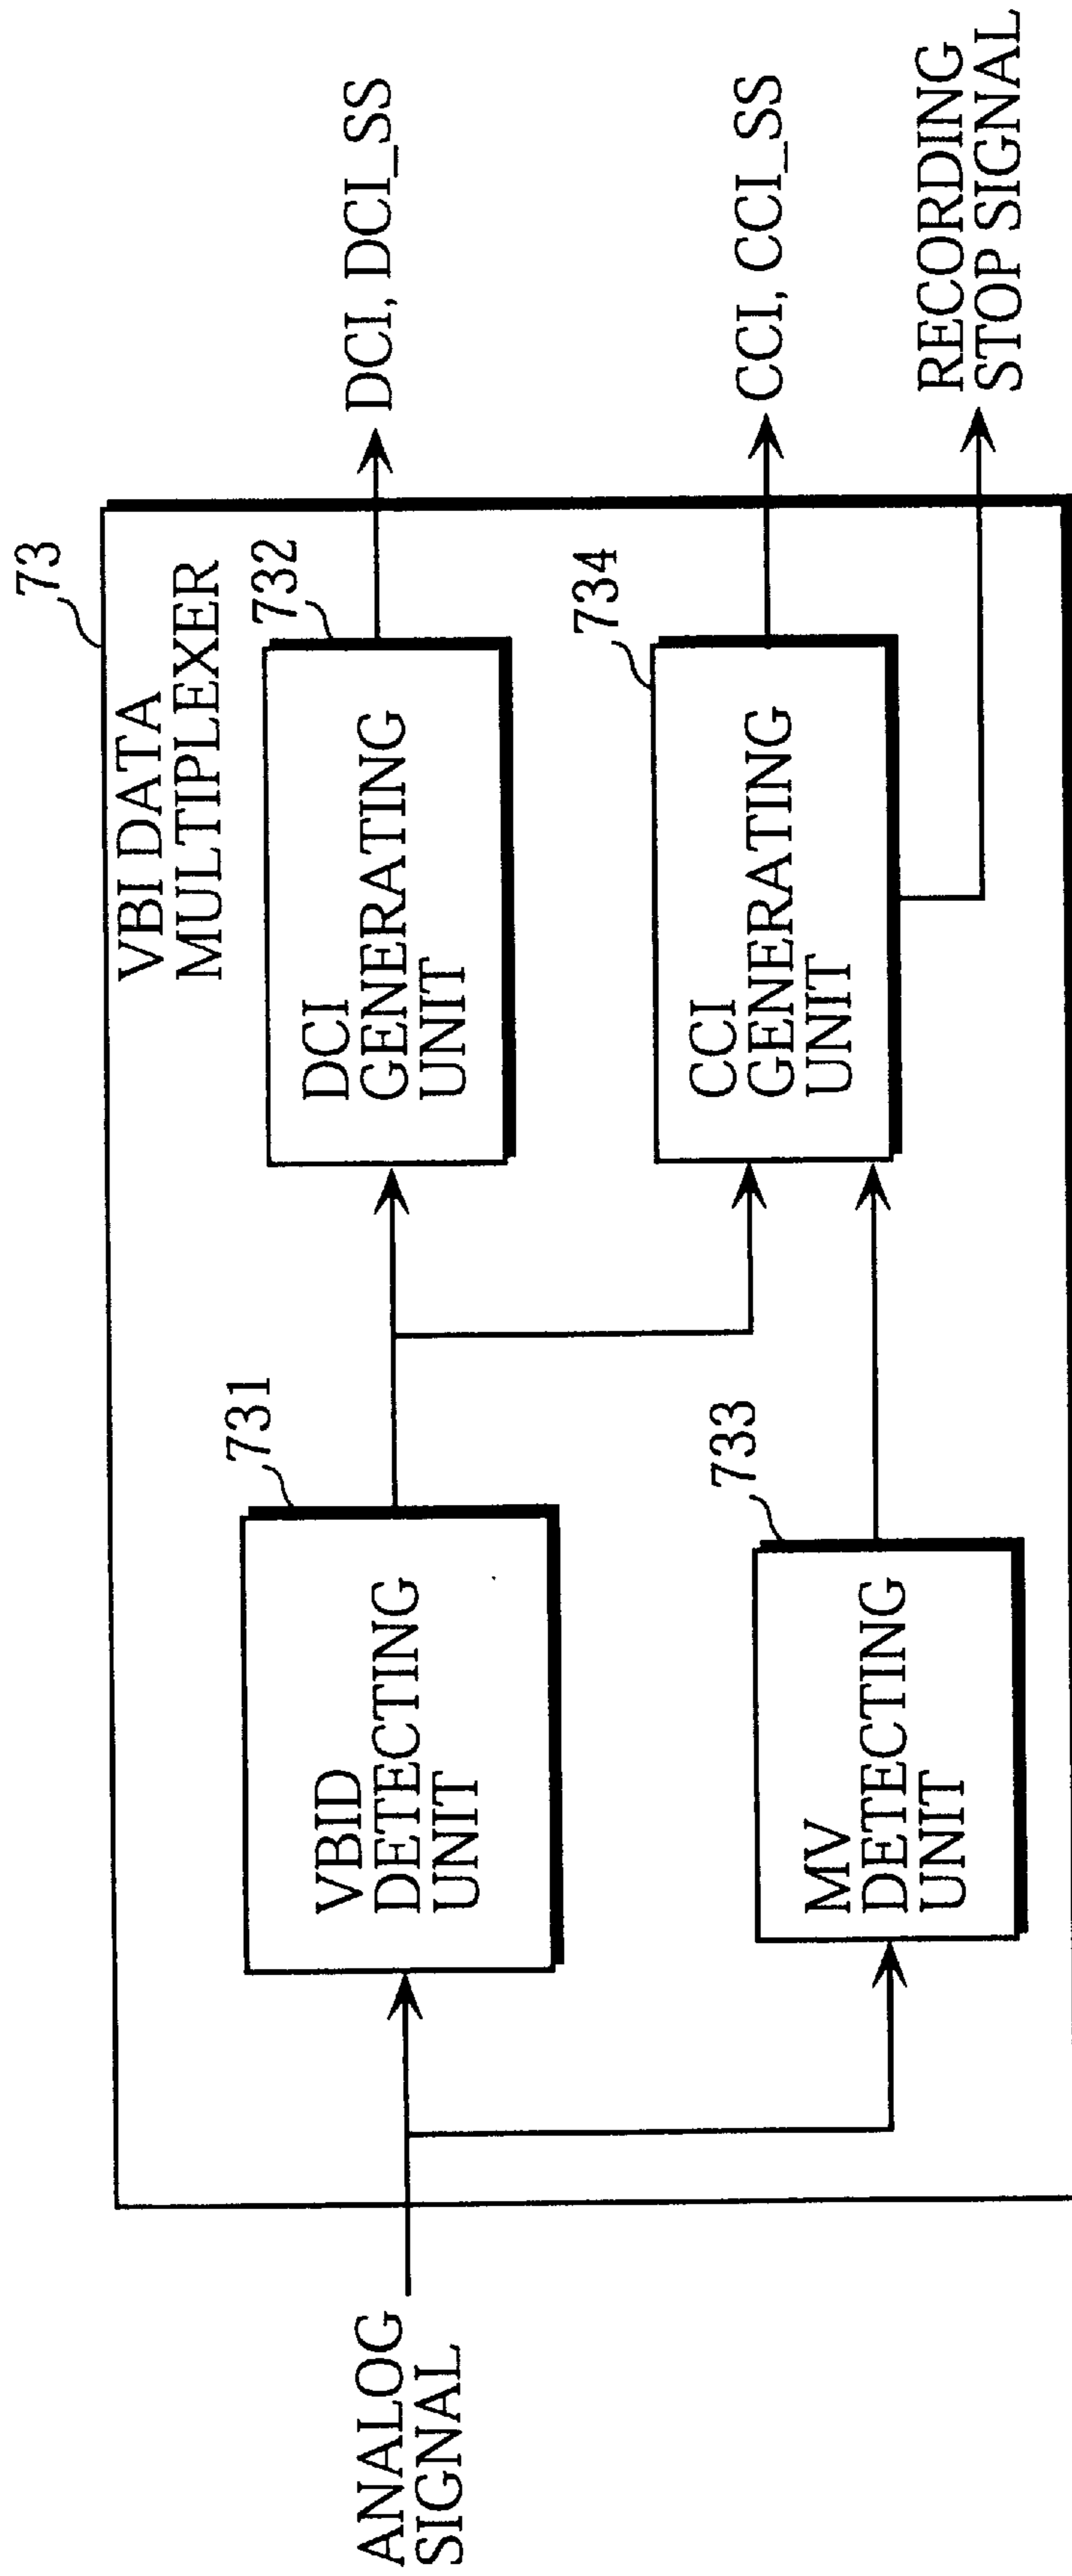 73
VBI DATA
MULTIPLEXER
ANALOG
SIGNAL
731
VBID
DETECTING
UNIT
732
DCI
GENERATING
UNIT
DCI, DCI_SS
733
MV
DETECTING
UNIT
734
CCI
GENERATING
UNIT
CCI, CCI_SS
RECORDING
STOP SIGNAL